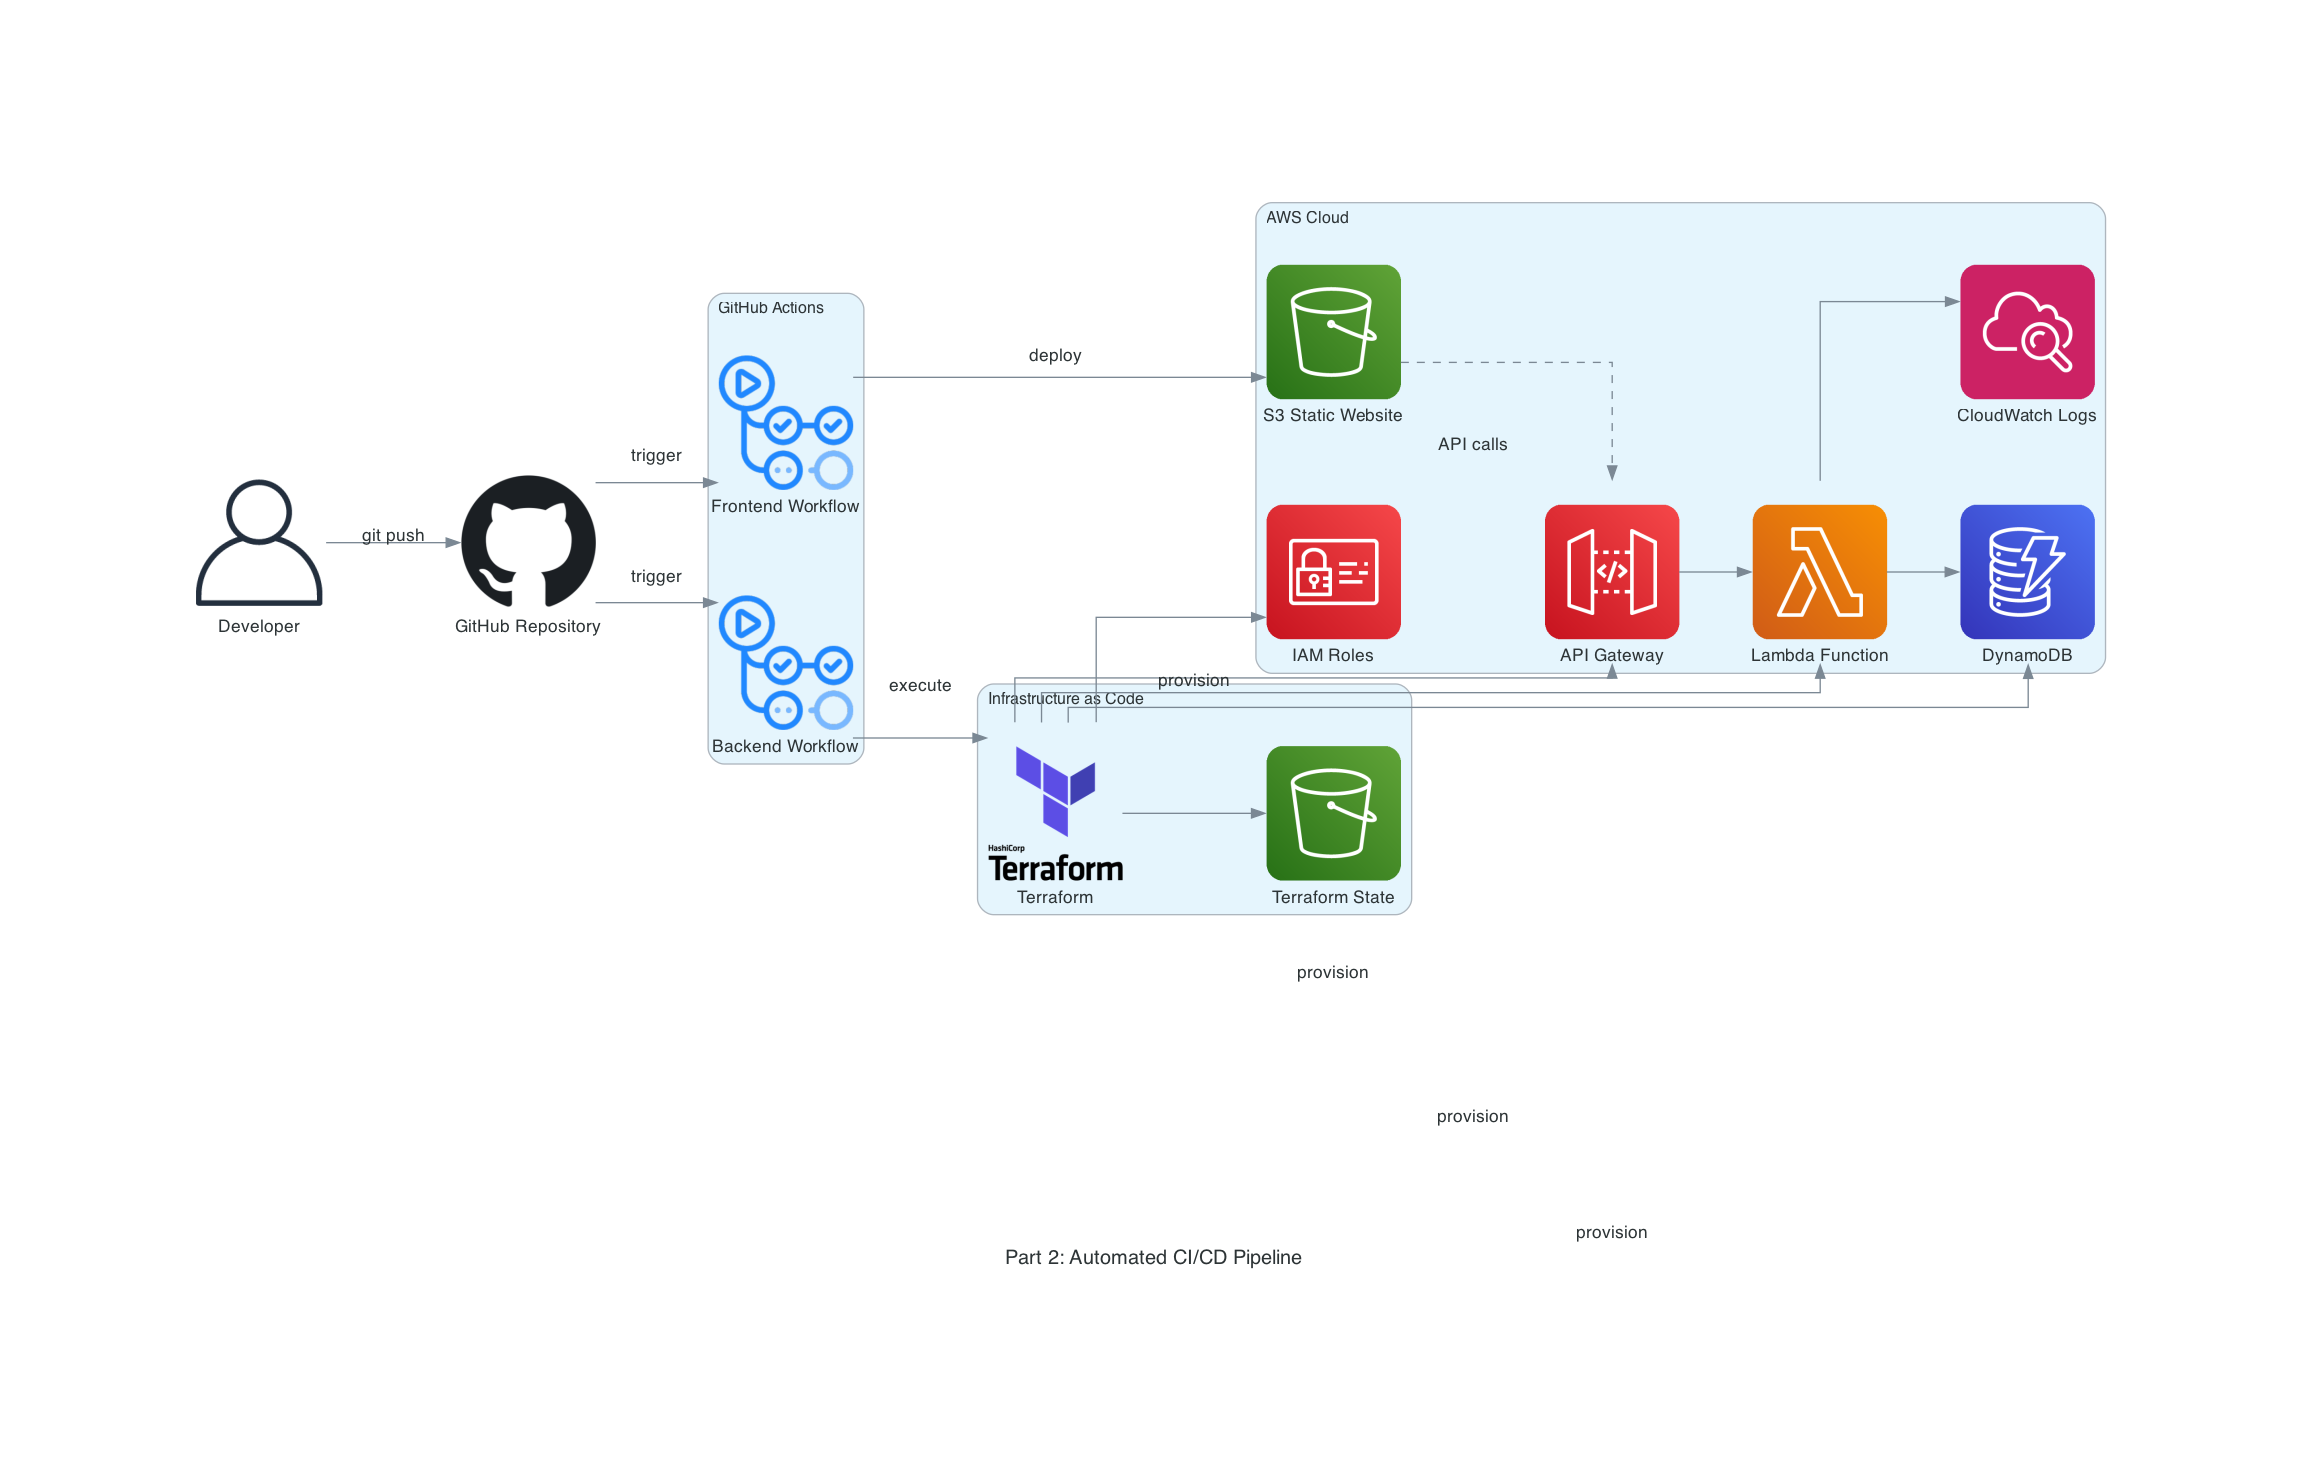 AWS Cloud
GitHub Actions
deploy
S3 Static Website
CloudWatch Logs
API calls
trigger
Frontend Workflow
git push
trigger
Developer
GitHub Repository
IAM Roles
API Gateway
Lambda Function
DynamoDB
execute
provision
Infrastructure as Code
Backend Workflow
HashiCorp
Terraform
Terraform
Terraform State
provision
provision
provision
Part 2: Automated CI/CD Pipeline